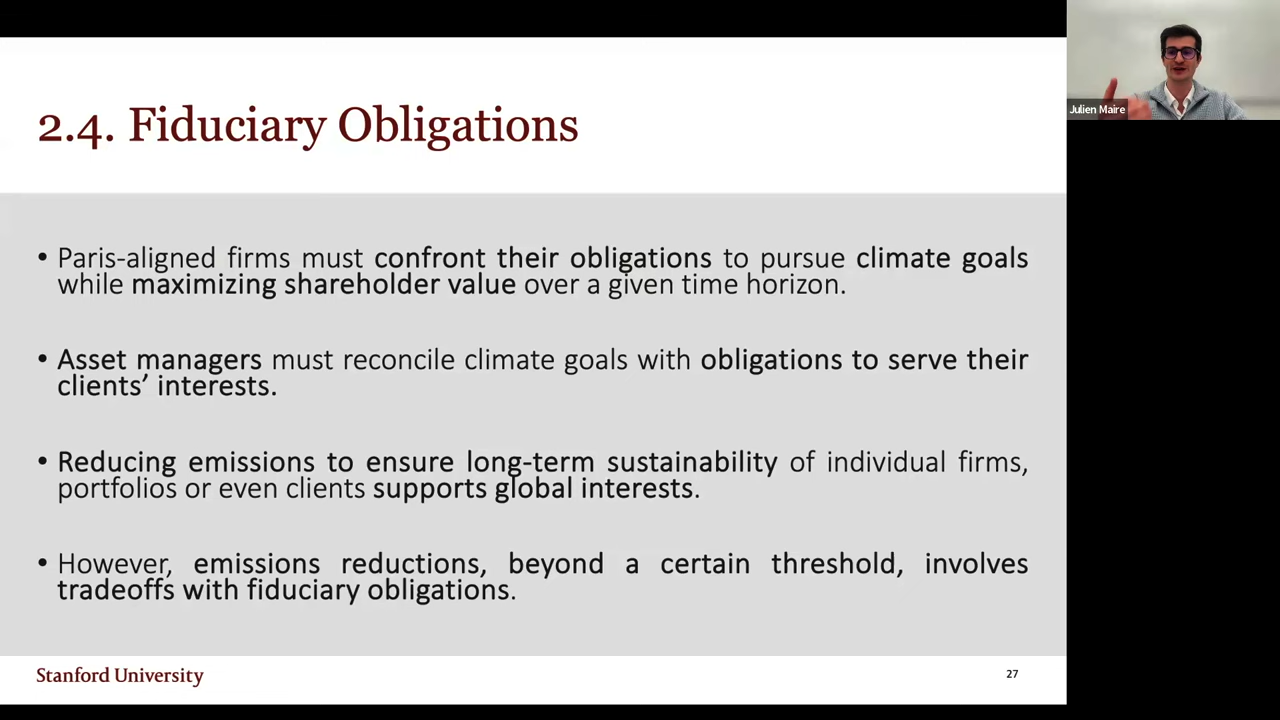 2.4. Fiduciary Obligations
• Paris-aligned firms must confront their obligations to pursue climate goals
while maximizing shareholder value over a given time horizon.
• Asset managers must reconcile climate goals with obligations to serve their
clients’ interests.
• Reducing emissions to ensure long-term sustainability of individual firms,
portfolios or even clients supports global interests.
• However, emissions reductions, beyond a certain threshold, involves
tradeoffs with fiduciary obligations.
Stanford University
27
Julien Maire